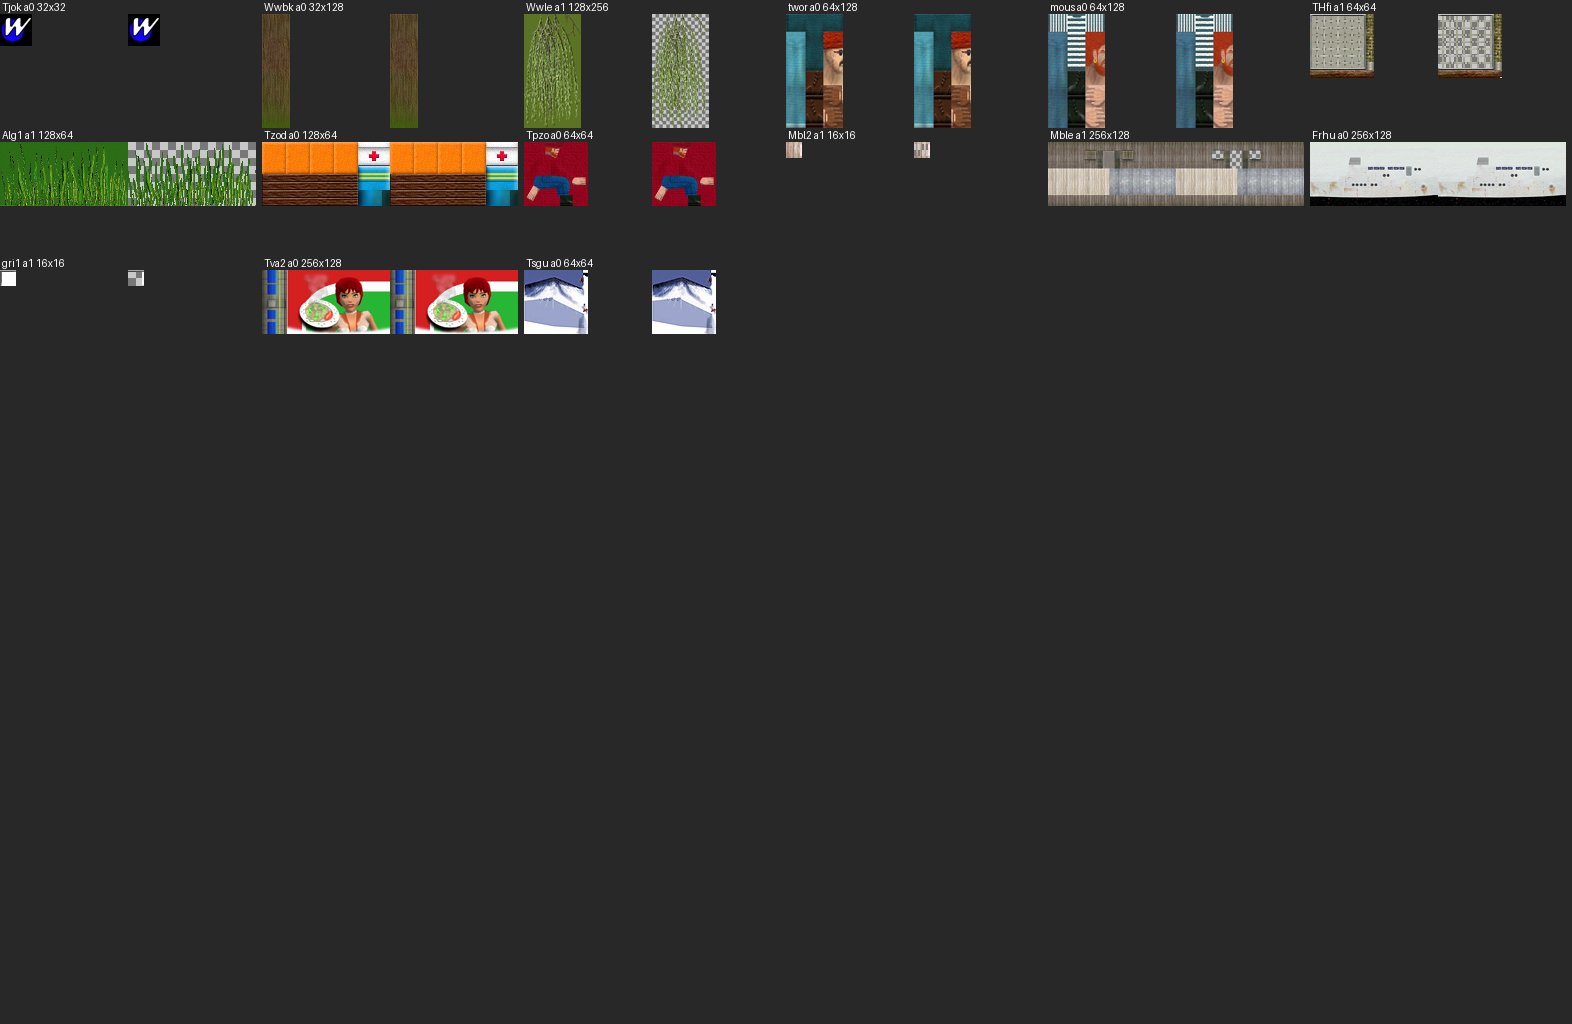 Tjok a0 32x32
Wwbk a0 32x128
Wwle a1 128x256
twor a0 64x128
mous a0 64x128
THfi a1 64x64
W
W
Alg1 a1 128x64
Tzod a0 128x64
Tpzo a0 64x64
Mbl2 a1 16x16
Mble a1 256x128
Frhu a0 256x128
gri1 a1 16x16
Tva2 a0 256x128
Tsgu a0 64x64